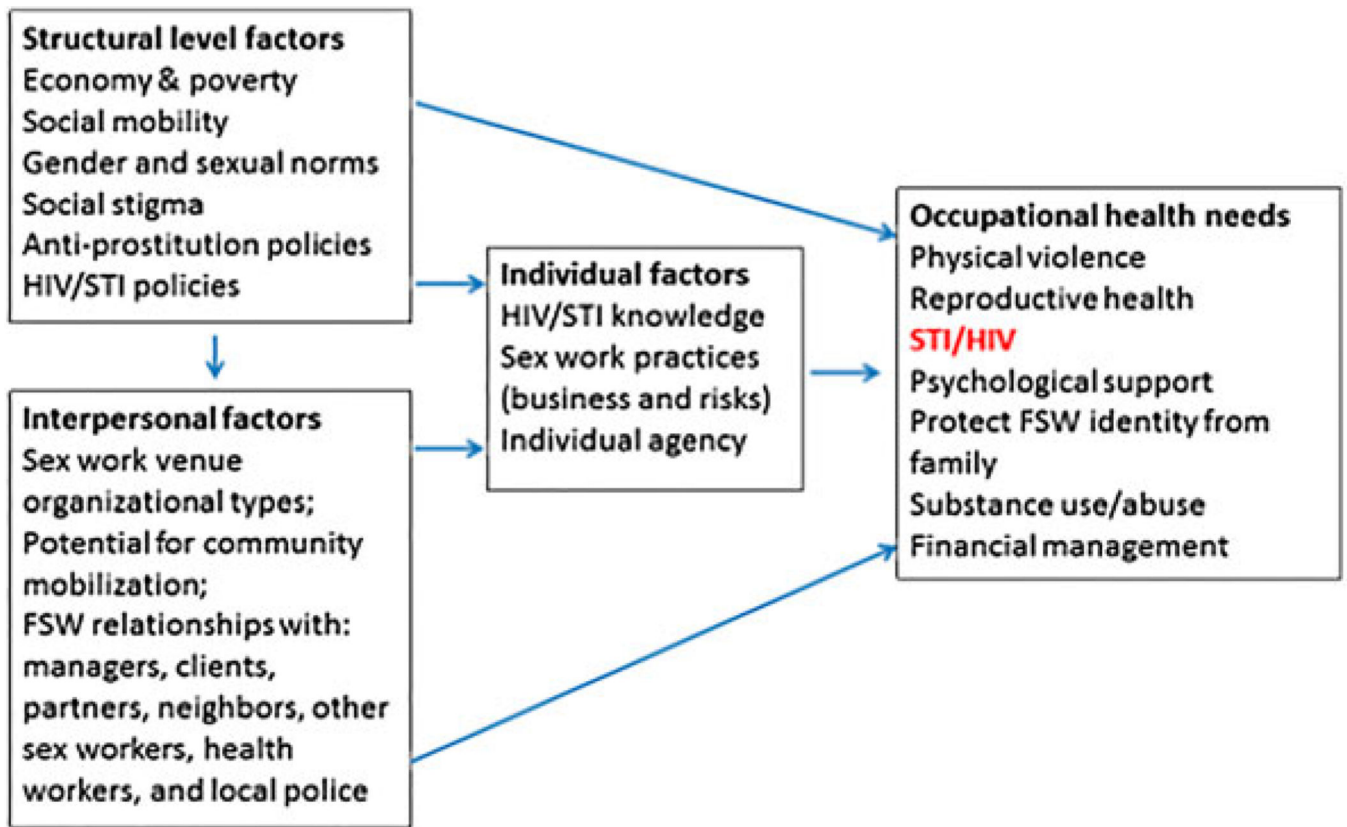 Structural level factors
Economy & poverty
Social mobility
Gender and sexual norms
Social stigma
Anti-prostitution policies
HIV/STI policies
Interpersonal factors
Sex work venue
organizational types;
Potential for community
mobilization;
FSW relationships with:
managers, clients,
partners, neighbors, other
sex workers, health
workers, and local police
Individual factors
HIV/STI knowledge
Sex work practices
(business and risks)
Individual agency
Occupational health needs
Physical violence
Reproductive health
STI/HIV
Psychological support
Protect FSW identity from
family
Substance use/abuse
Financial management